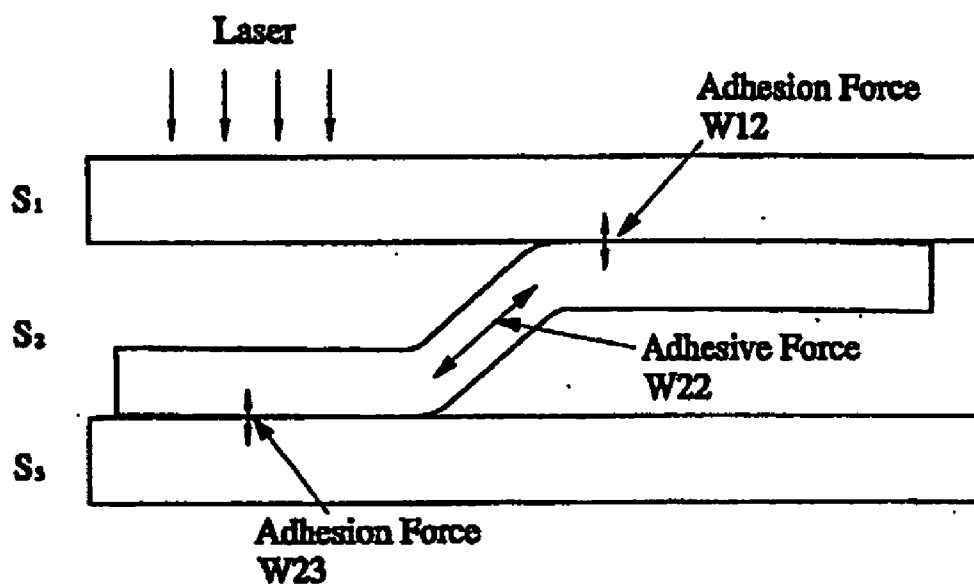 Laser
Adhesion Force
W12
S₁
S₂
Adhesive Force
W22
S₃
Adhesion Force
W23